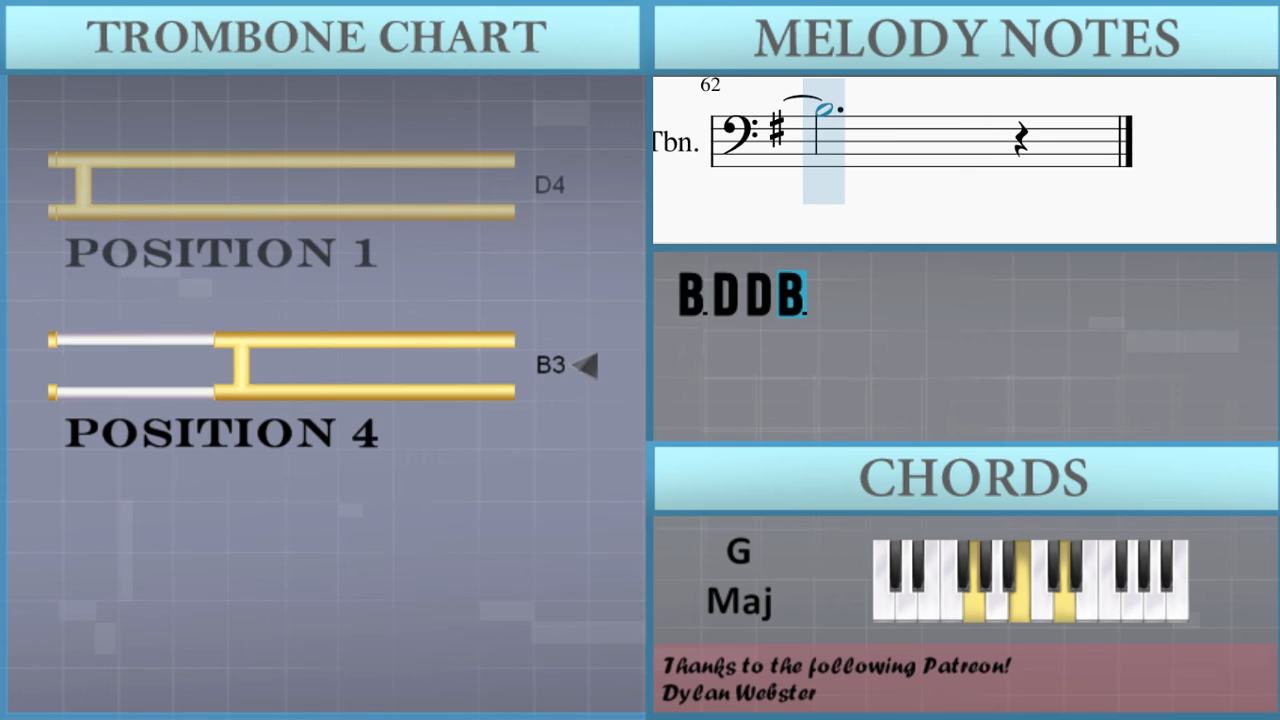 TROMBONE CHART
D4
POSITION 1
B3
POSITION 4
MELODY NOTES
62
Tbn.
B.DDB.
CHORDS
G
Maj
Thanks to the following Patreon!
Dylan Webster